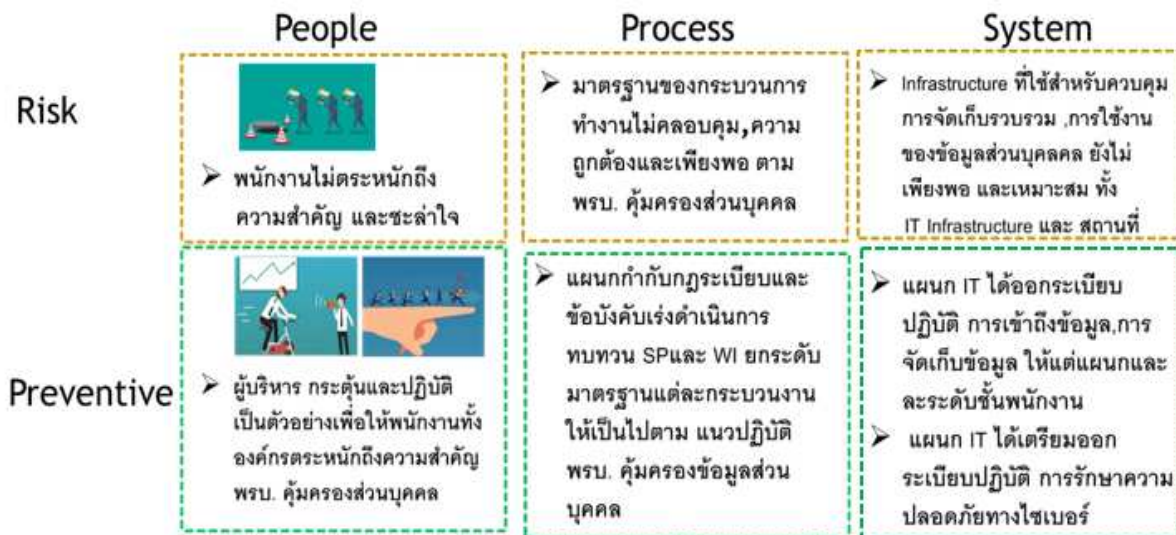 People
Process
System
Risk
➢ พนักงานไม่ตระหนักถึง
ความสำคัญ และชะล่าใจ
➢ มาตรฐานของกระบวนการ
ทำงานไม่คลอบคุม,ความ
ถูกต้องและเพียงพอ ตาม
พรบ. คุ้มครองส่วนบุคคล
➢ Infrastructure ที่ใช้สำหรับควบคุม
การจัดเก็บรวบรวม ,การใช้งาน
ของข้อมูลส่วนบุคลคล ยังไม่
เพียงพอ และเหมาะสม ทั้ง
IT Infrastructure และ สถานที่
Preventive
➢ ผู้บริหาร กระตุ้นและปฏิบัติ
เป็นตัวอย่างเพื่อให้พนักงานทั้ง
องค์กรตระหนักถึงความสำคัญ
พรบ. คุ้มครองส่วนบุคคล
➢ แผนกกำกับกฎระเบียบและ
ข้อบังคับเร่งดำเนินการ
ทบทวน SPและ WI ยกระดับ
มาตรฐานแต่ละกระบวนงาน
ให้เป็นไปตาม แนวปฏิบัติ
พรบ. คุ้มครองข้อมูลส่วน
บุคคล
➢ แผนก IT ได้ออกระเบียบ
ปฏิบัติ การเข้าถึงข้อมูล,การ
จัดเก็บข้อมูล ให้แต่แผนกและ
ละระดับชั้นพนักงาน
➢ แผนก IT ได้เตรียมออก
ระเบียบปฏิบัติ การรักษาความ
ปลอดภัยทางไซเบอร์